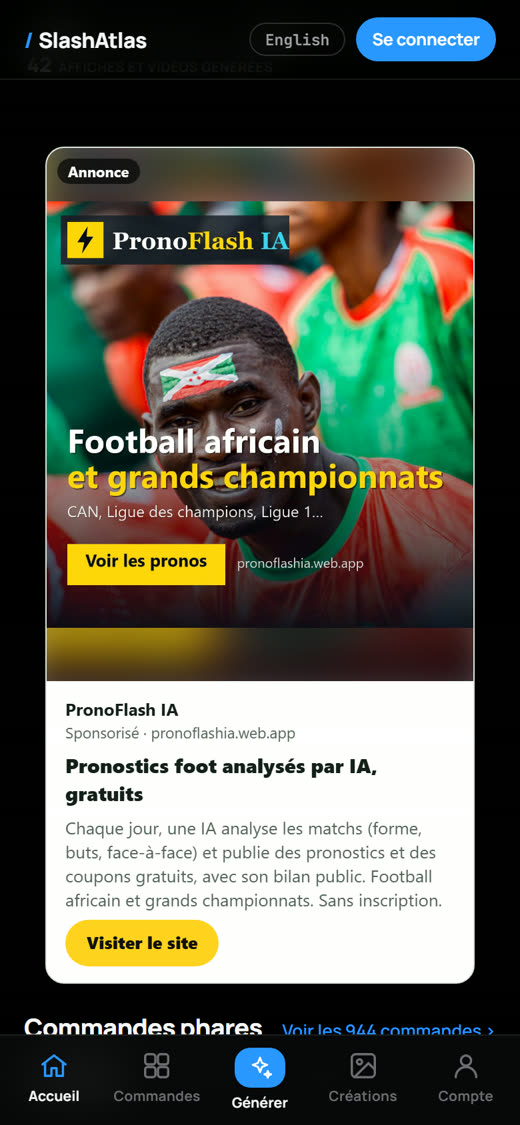 / SlashAtlas
English
Se connecter
42 AFFICHES ET VIDÉOS GÉNÉRÉES
Annonce
PronoFlash IA
Football africain
et grands championnats
CAN, Ligue des champions, Ligue 1...
Voir les pronos
pronoflashia.web.app
PronoFlash IA
Sponsorisé · pronoflashia.web.app
Pronostics foot analysés par IA,
gratuits
Chaque jour, une IA analyse les matchs (forme,
buts, face-à-face) et publie des pronostics et des
coupons gratuits, avec son bilan public. Football
africain et grands championnats. Sans inscription.
Visiter le site
Commandes phares
Voir les 944 commandes ›
Accueil
Commandes
Générer
Créations
Compte